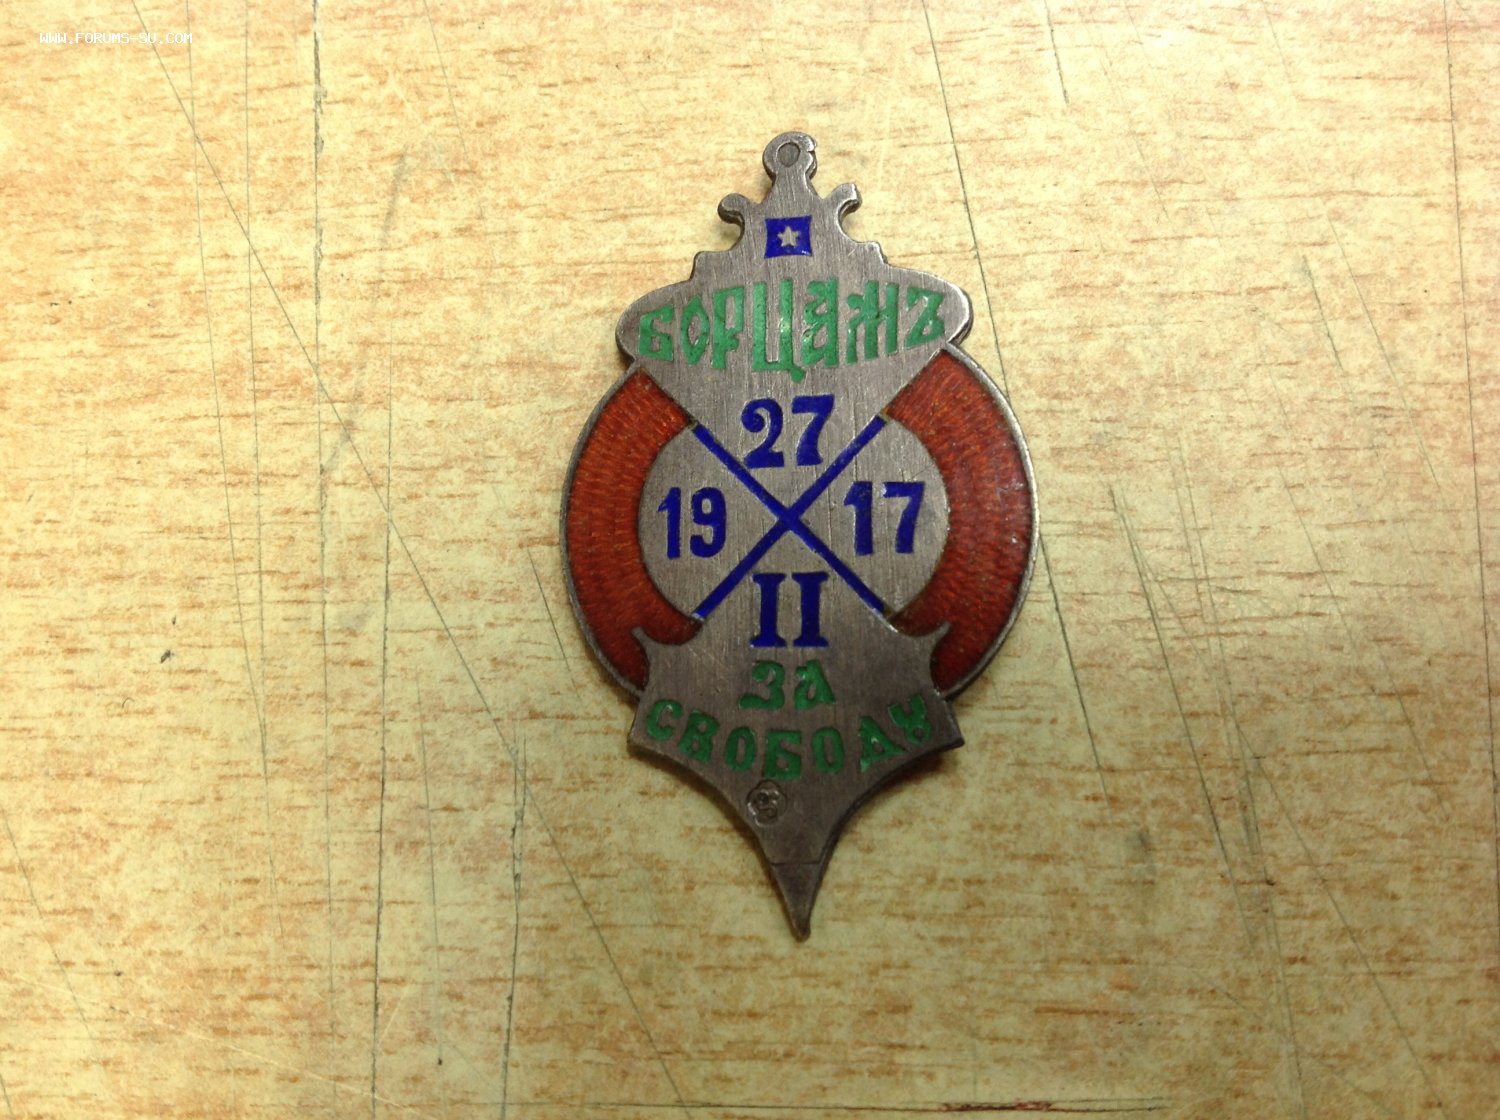 WWW.FORUMS-SU.COM
БОРЦАМЪ
27
19 17
II
ЗА
СВОБОДУ